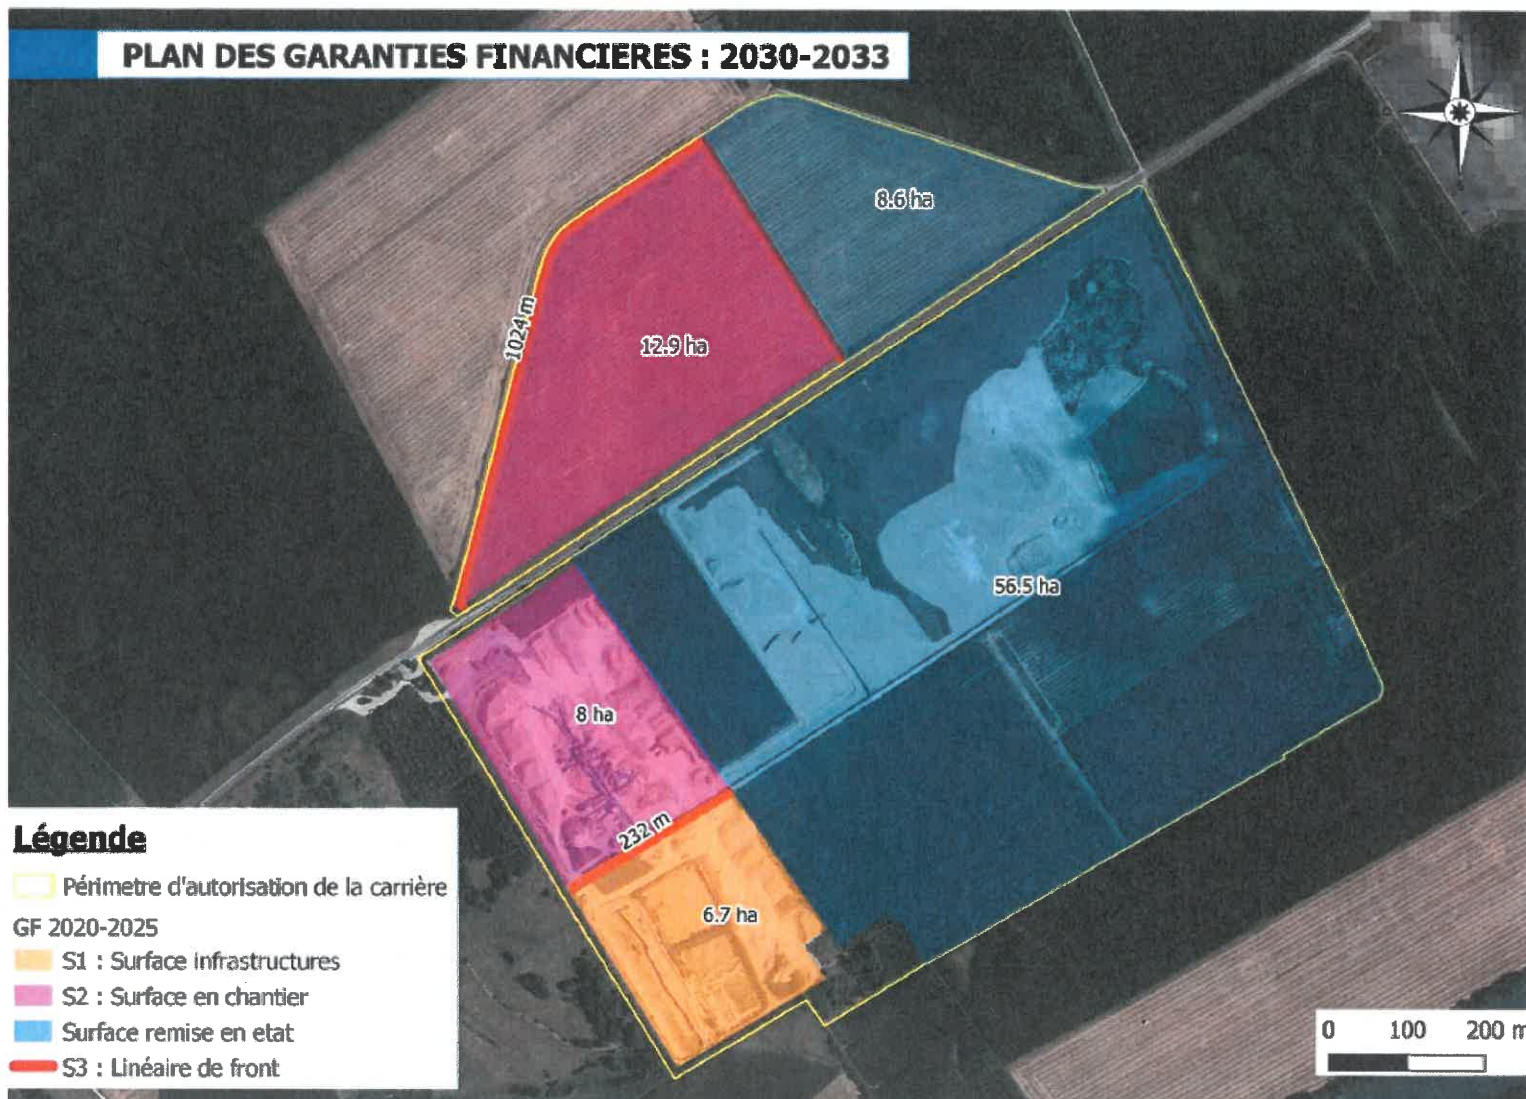 PLAN DES GARANTIES FINANCIERES : 2030-2033
8.6 ha
1024 m
12.9 ha
56.5 ha
8 ha
232 m
6.7 ha
Légende
Périmetre d'autorisation de la carrière
GF 2020-2025
S1 : Surface infrastructures
S2 : Surface en chantier
Surface remise en etat
S3 : Linéaire de front
0 100 200 m